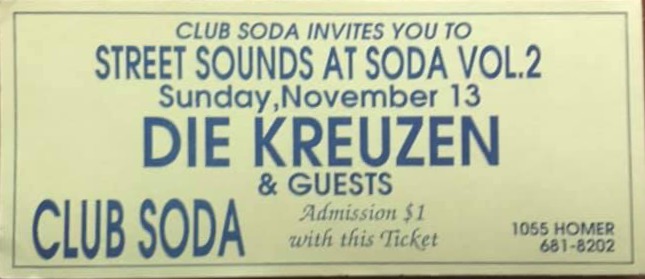 CLUB SODA INVITES YOU TO
STREET SOUNDS AT SODA VOL.2
Sunday,November 13
DIE KREUZEN
& GUESTS
CLUB SODA
Admission $1
with this Ticket
1055 HOMER
681-8202